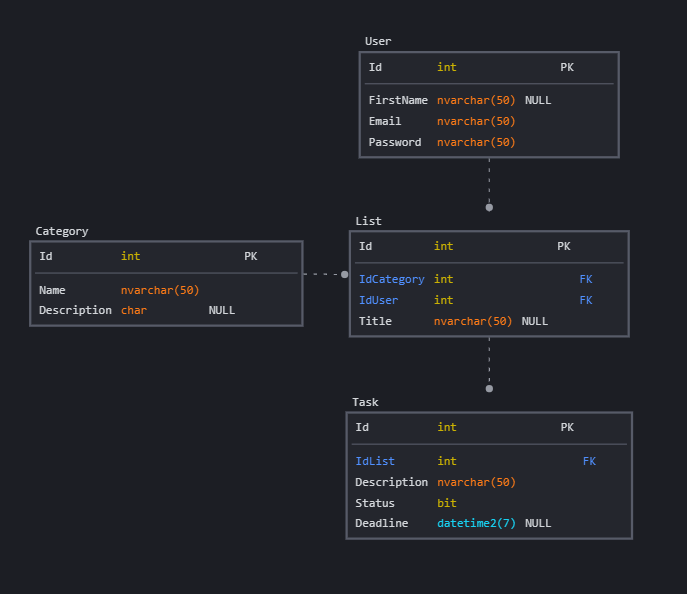 User
Id int PK
FirstName nvarchar(50) NULL
Email nvarchar(50)
Password nvarchar(50)
Category
Id int PK
Name nvarchar(50)
Description char NULL
List
Id int PK
IdCategory int FK
IdUser int FK
Title nvarchar(50) NULL
Task
Id int PK
IdList int FK
Description nvarchar(50)
Status bit
Deadline datetime2(7) NULL